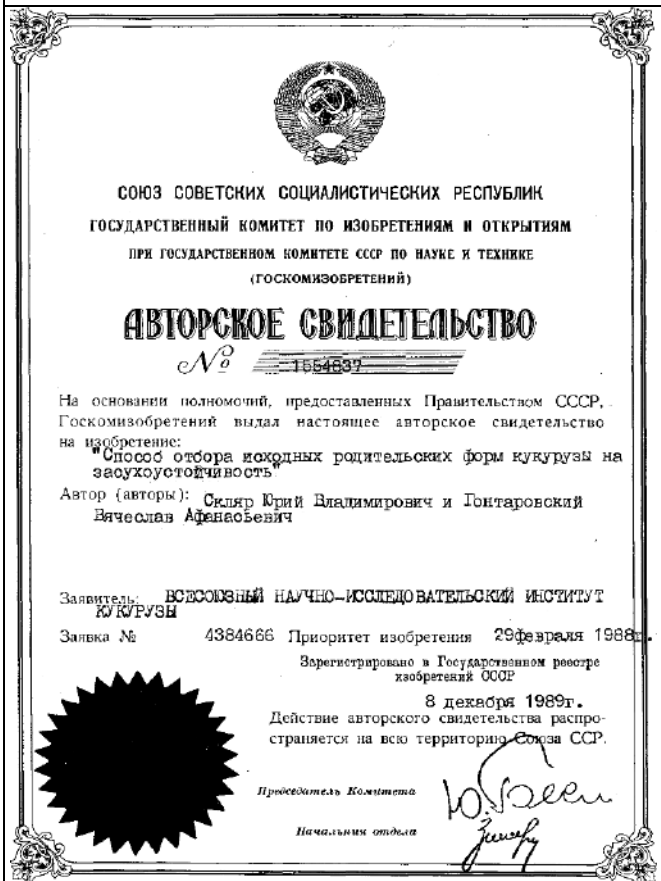 СОЮЗ СОВЕТСКИХ СОЦИАЛИСТИЧЕСКИХ РЕСПУБЛИК
ГОСУДАРСТВЕННЫЙ КОМИТЕТ ПО ИЗОБРЕТЕНИЯМ И ОТКРЫТИЯМ
ПРИ ГОСУДАРСТВЕННОМ КОМИТЕТЕ СССР ПО НАУКЕ И ТЕХНИКЕ
(ГОСКОМИЗОБРЕТЕНИЙ)
АВТОРСКОЕ СВИДЕТЕЛЬСТВО
№ 1554837
На основании полномочий, предоставленных Правительством СССР,
Госкомизобретений выдал настоящее авторское свидетельство
на изобретение:
"Способ отбора исходных родительских форм кукурузы на
засухоустойчивость"
Автор (авторы): Скляр Юрий Владимирович и Гонтаровский
Вячеслав Афанасьевич
Заявитель: ВСЕСОЮЗНЫЙ НАУЧНО-ИССЛЕДОВАТЕЛЬСКИЙ ИНСТИТУТ
КУКУРУЗЫ
Заявка № 4384666 Приоритет изобретения 29февраля 1988г.
Зарегистрировано в Государственном реестре
изобретений СССР
8 декабря 1989г.
Действие авторского свидетельства распро-
страняется на всю территорию Союза ССР.
Председатель Комитета
Начальник отдела